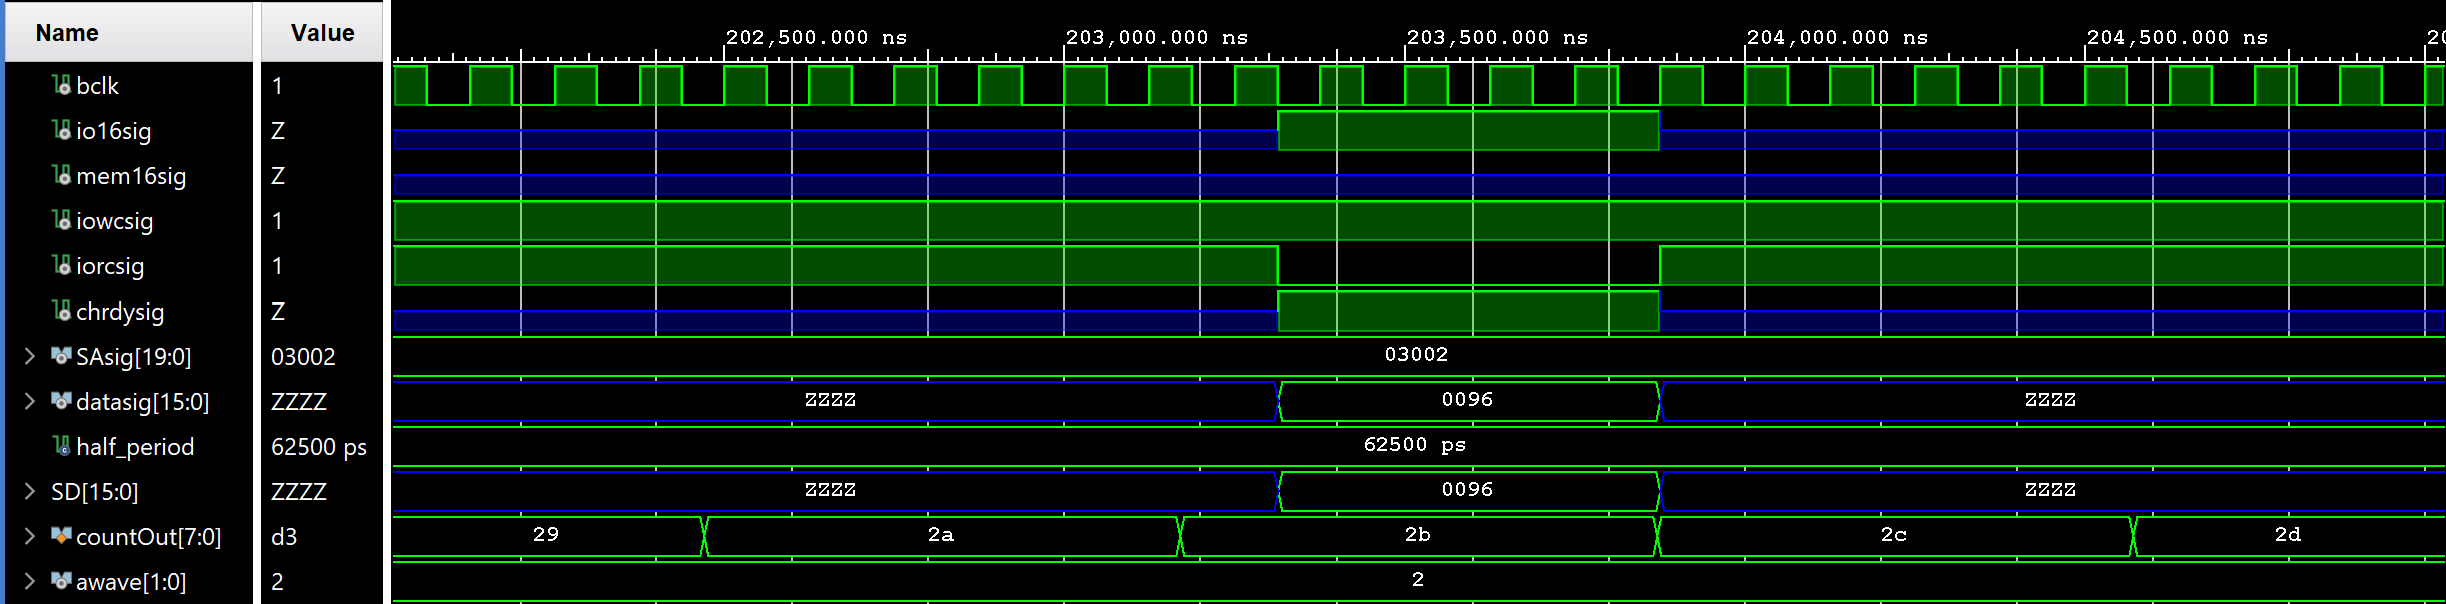 Name Value 202,500.000 ns 203,000.000 ns 203,500.000 ns 204,000.000 ns 204,500.000 ns 20
bclk 1
io16sig Z
mem16sig Z
iowcsig 1
iorcsig 1
chrdysig Z
SAsig[19:0] 03002 03002
datasig[15:0] ZZZZ ZZZZ 0096 ZZZZ
half_period 62500 ps 62500 ps
SD[15:0] ZZZZ ZZZZ 0096 ZZZZ
countOut[7:0] d3 29 2a 2b 2c 2d
awave[1:0] 2 2